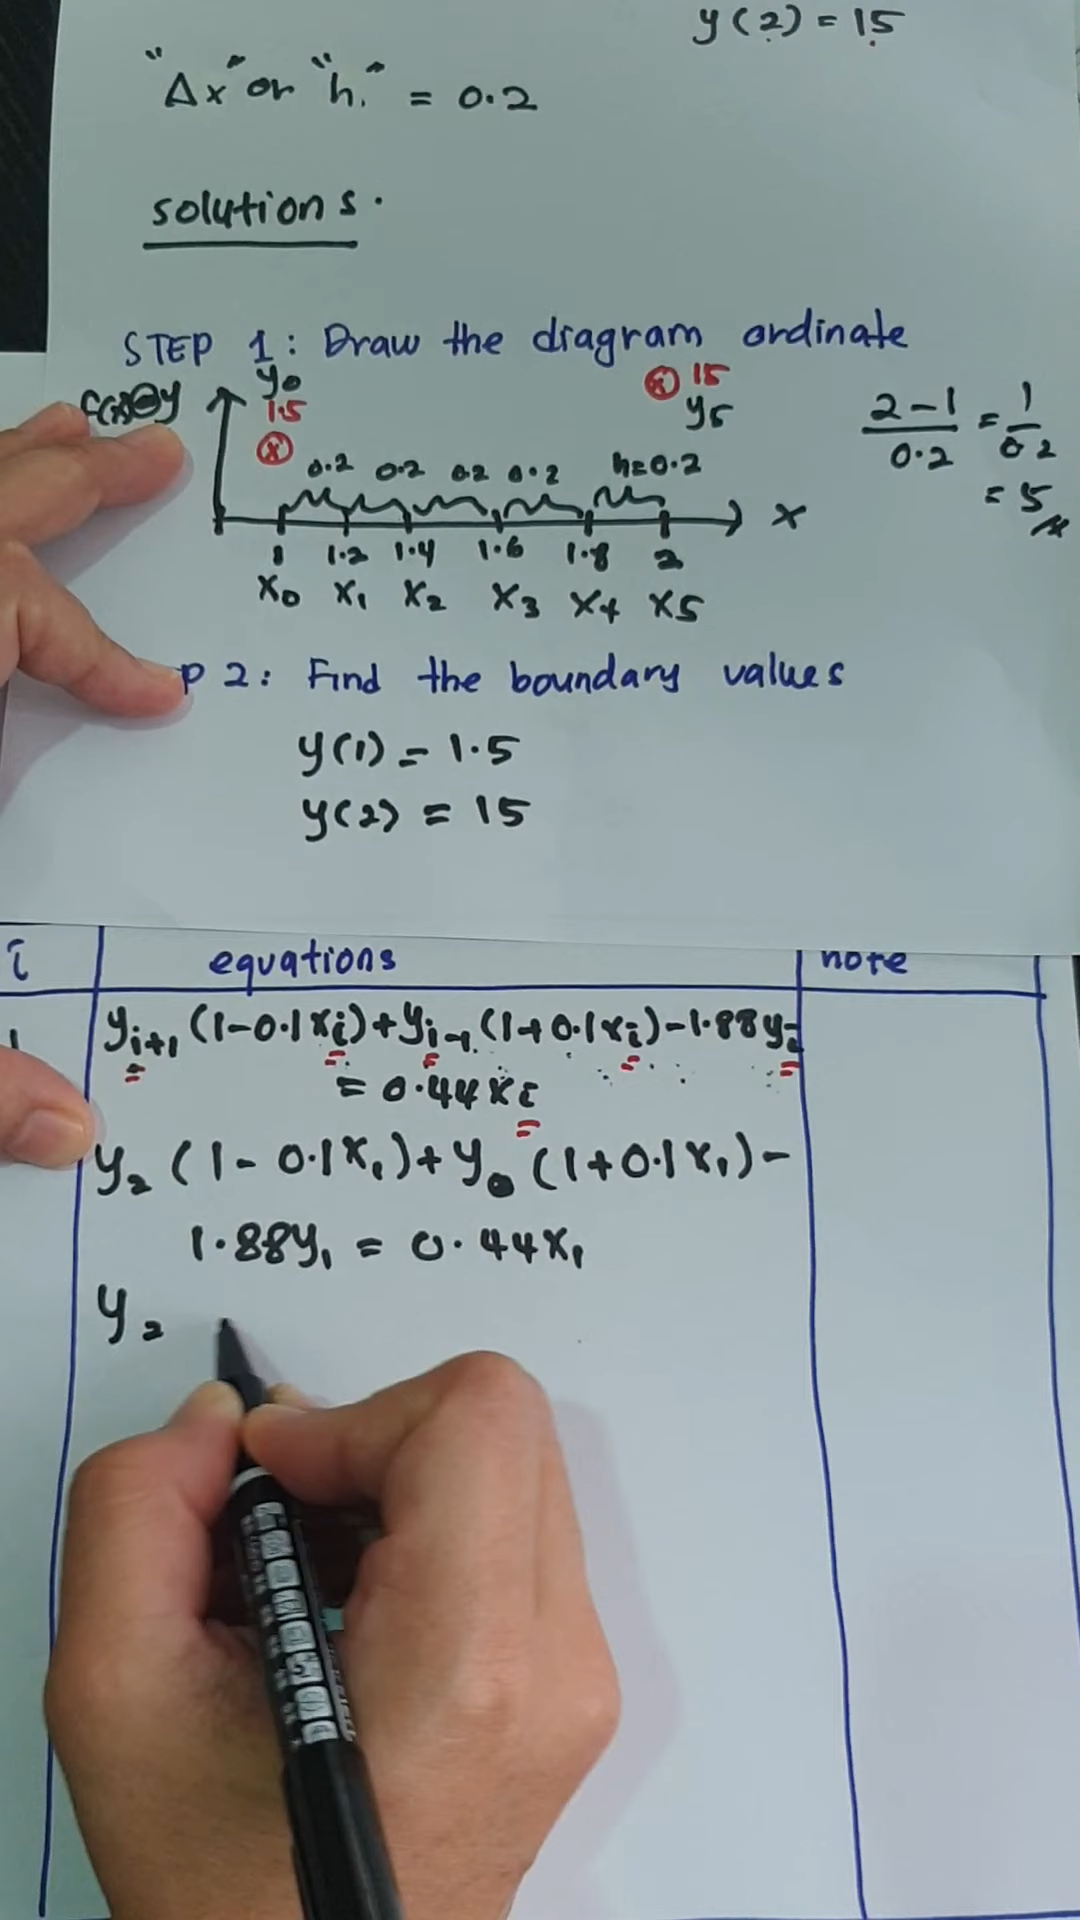 y(2) = 15
"Δx" or "h." = 0.2
solutions.
STEP 1: Draw the diagram ordinate
y0
1.5
x
x 15
y5
0.2 0.2 0.2 0.2 h=0.2
x
1 1.2 1.4 1.6 1.8 2
x0 x1 x2 x3 x4 x5
2-1/0.2 = 1/0.2
= 5
P 2: Find the boundary values
y(1) = 1.5
y(2) = 15
i equations note
1 yi+1 (1-0.1xi)+yi-1 (1+0.1xi)-1.88yi
= 0.44xi
y2 (1-0.1x1)+y0 (1+0.1x1)-
1.88y1 = 0.44x1
y2